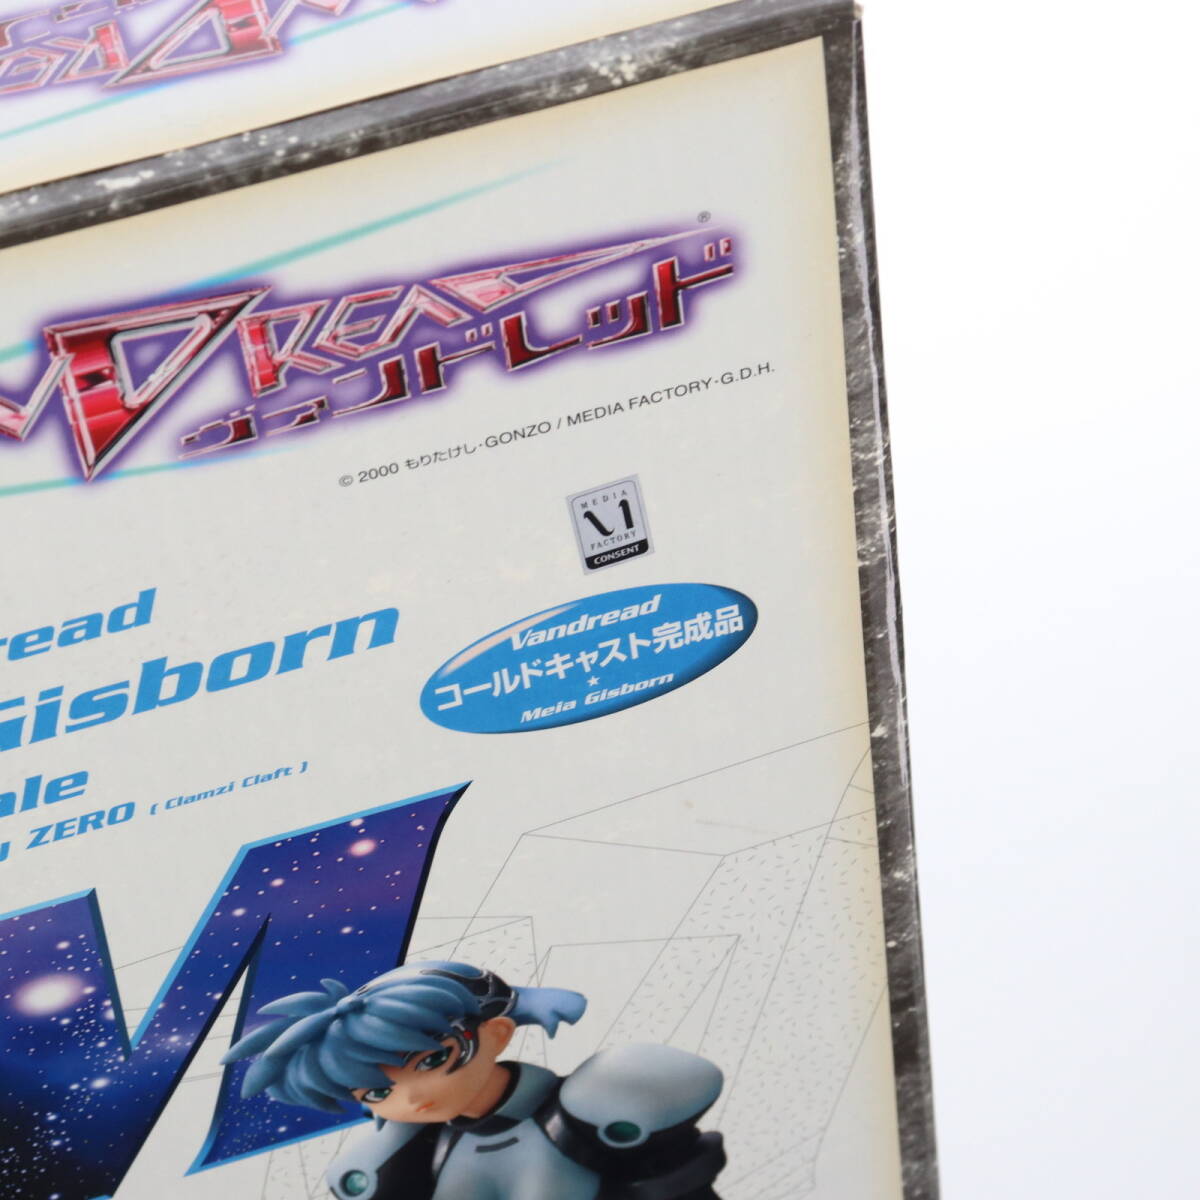 DREAD
ヴァンドレッド
®
© 2000 もりたけし・GONZO / MEDIA FACTORY・G.D.H.
MEDIA
FACTORY
CONSENT
Vandread
コールドキャスト完成品
★
Meia Gisborn
read
Gisborn
ale
ZERO ( Clamzi Claft )
M